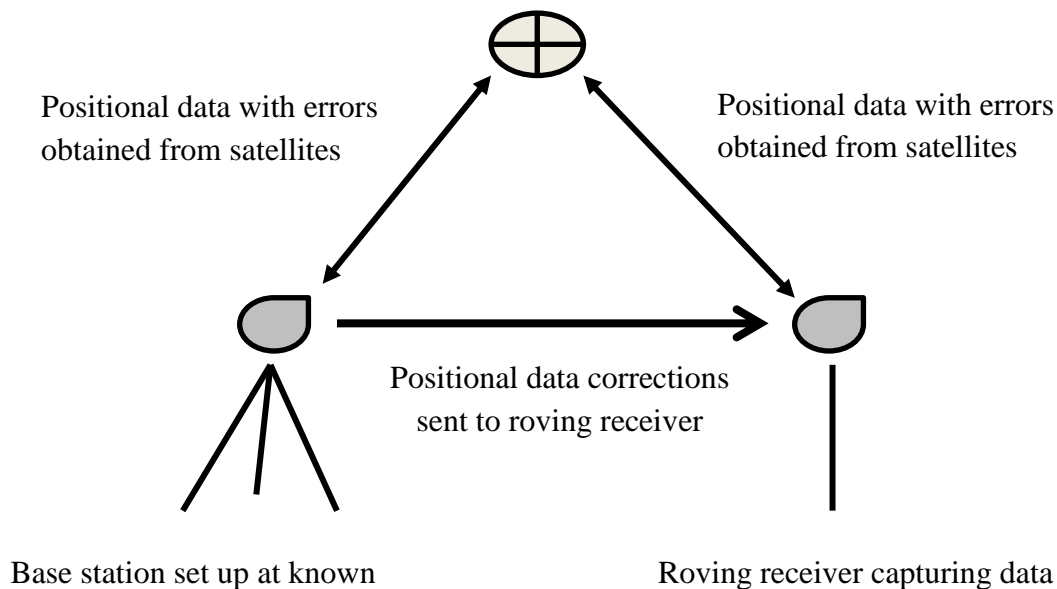 Positional data with errors
obtained from satellites
Positional data with errors
obtained from satellites
Positional data corrections
sent to roving receiver
Base station set up at known
Roving receiver capturing data